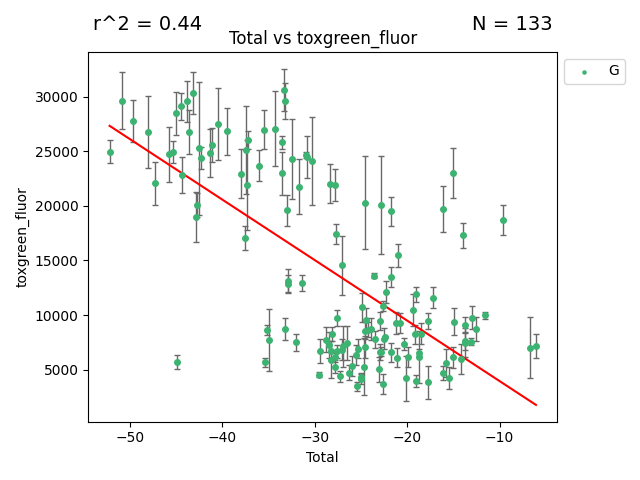 r^2 = 0.44
N = 133
Total vs toxgreen_fluor
G
toxgreen_fluor
30000
25000
20000
15000
10000
5000
−50
−40
−30
−20
−10
Total